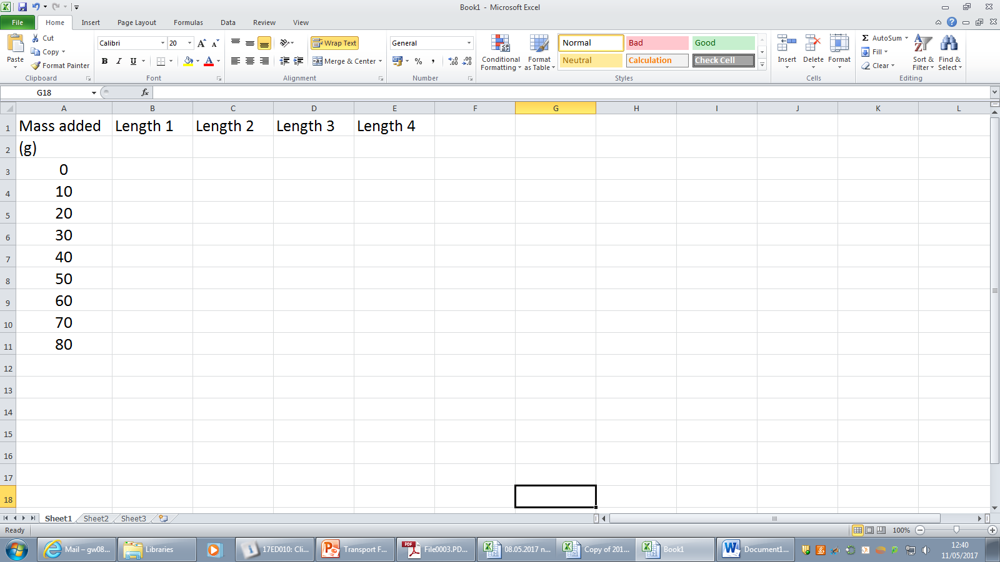 Book1 - Microsoft Excel
File Home Insert Page Layout Formulas Data Review View
Paste
Cut
Copy
Format Painter
Clipboard
Calibri 20
B I U
Font
Wrap Text
Merge & Center
Alignment
General
%
Number
Conditional Formatting
Format as Table
Normal Bad Good
Neutral Calculation Check Cell
Styles
Insert Delete Format
Cells
Σ AutoSum
Fill
Clear
Sort & Filter
Find & Select
Editing
G18 fx
A B C D E F G H I J K L
1 Mass added Length 1 Length 2 Length 3 Length 4
2 (g)
3 0
4 10
5 20
6 30
7 40
8 50
9 60
10 70
11 80
12
13
14
15
16
17
18
Sheet1 Sheet2 Sheet3
Ready 100%
Mail – gw08... Libraries 17ED010: Cli... Transport F... File0003.PD... 08.05.2017 n... Copy of 201... Book1 Document1...
12:40
11/05/2017